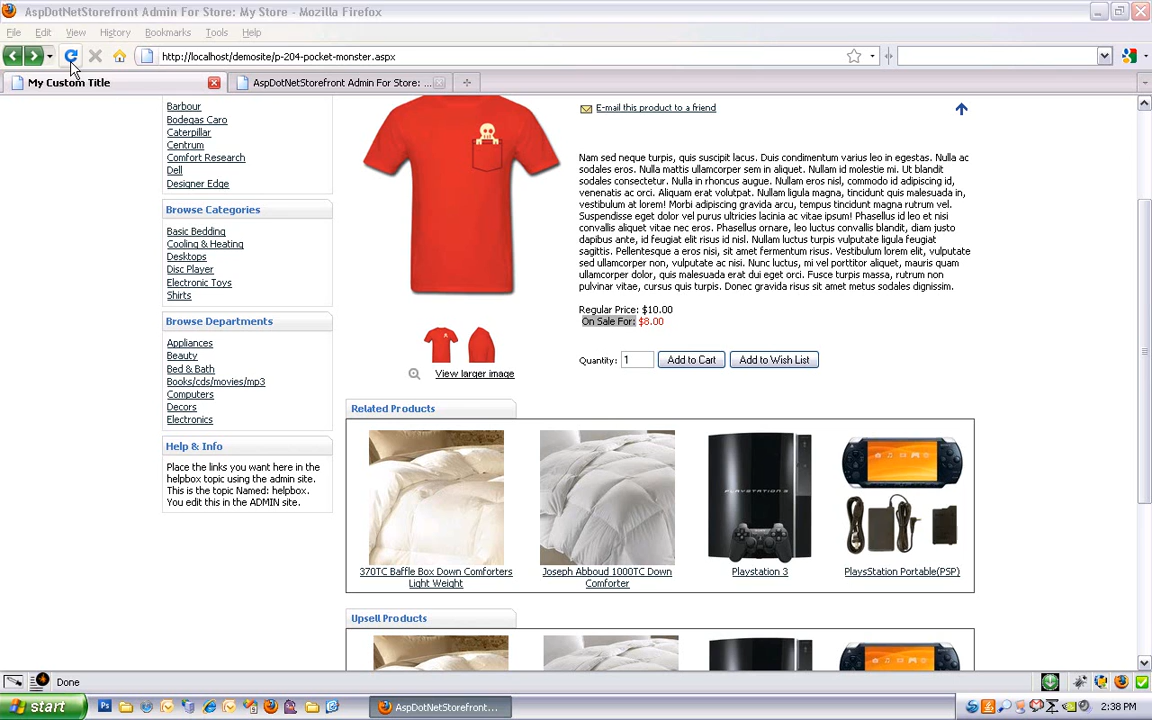 AspDotNetStorefront Admin For Store: My Store - Mozilla Firefox
File Edit View History Bookmarks Tools Help
http://localhost/demosite/p-204-pocket-monster.aspx
My Custom Title
AspDotNetStorefront Admin For Store: ...
Barbour
Bodegas Caro
Caterpillar
Centrum
Comfort Research
Dell
Designer Edge
Browse Categories
Basic Bedding
Cooling & Heating
Desktops
Disc Player
Electronic Toys
Shirts
Browse Departments
Appliances
Beauty
Bed & Bath
Books/cds/movies/mp3
Computers
Decors
Electronics
Help & Info
Place the links you want here in the
helpbox topic using the admin site.
This is the topic Named: helpbox.
You edit this in the ADMIN site.
View larger image
E-mail this product to a friend
Nam sed neque turpis, quis suscipit lacus. Duis condimentum varius leo in egestas. Nulla ac
sodales eros. Nulla mattis ullamcorper sem in aliquet. Nullam id molestie mi. Ut blandit
sodales consectetur. Nulla in rhoncus augue. Nullam eros nisl, commodo id adipiscing id,
venenatis ac orci. Aliquam erat volutpat. Nullam ligula magna, tincidunt quis malesuada in,
vestibulum at lorem! Morbi adipiscing gravida arcu, tempus tincidunt magna rutrum vel.
Suspendisse eget dolor vel purus ultricies lacinia ac vitae ipsum! Phasellus id leo et nisi
convallis aliquet vitae nec eros. Phasellus ornare, leo luctus convallis blandit, diam justo
dapibus ante, id feugiat elit risus id nisl. Nullam luctus turpis vulputate ligula feugiat
sagittis. Pellentesque a eros nisi, sit amet fermentum risus. Vestibulum lorem elit, vulputate
sed ullamcorper non, vulputate ac nisi. Nunc luctus, mi vel porttitor aliquet, mauris quam
ullamcorper dolor, quis malesuada erat dui eget orci. Fusce turpis massa, rutrum non
pulvinar vitae, cursus quis turpis. Donec gravida risus sit amet metus sodales dignissim.
Regular Price: $10.00
On Sale For: $8.00
Quantity: 1 Add to Cart Add to Wish List
Related Products
370TC Baffle Box Down Comforters
Light Weight
Joseph Abboud 1000TC Down
Comforter
Playstation 3
PlaysStation Portable(PSP)
Upsell Products
Done
start
AspDotNetStorefront...
2:38 PM